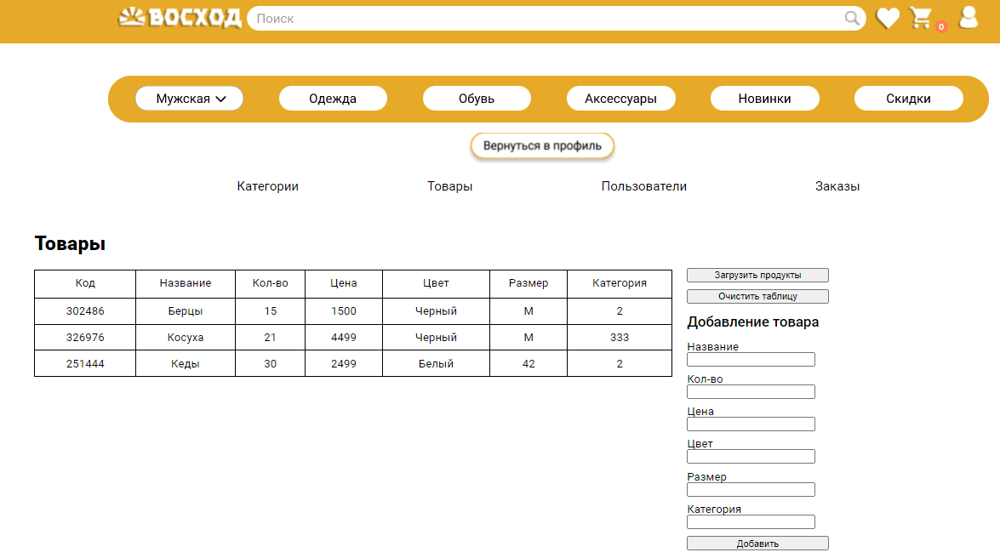 ВОСХОД Поиск 0
Мужская Одежда Обувь Аксессуары Новинки Скидки
Вернуться в профиль
Категории Товары Пользователи Заказы
Товары
Код Название Кол-во Цена Цвет Размер Категория
302486 Берцы 15 1500 Черный M 2
326976 Косуха 21 4499 Черный M 333
251444 Кеды 30 2499 Белый 42 2
Загрузить продукты
Очистить таблицу
Добавление товара
Название
Кол-во
Цена
Цвет
Размер
Категория
Добавить